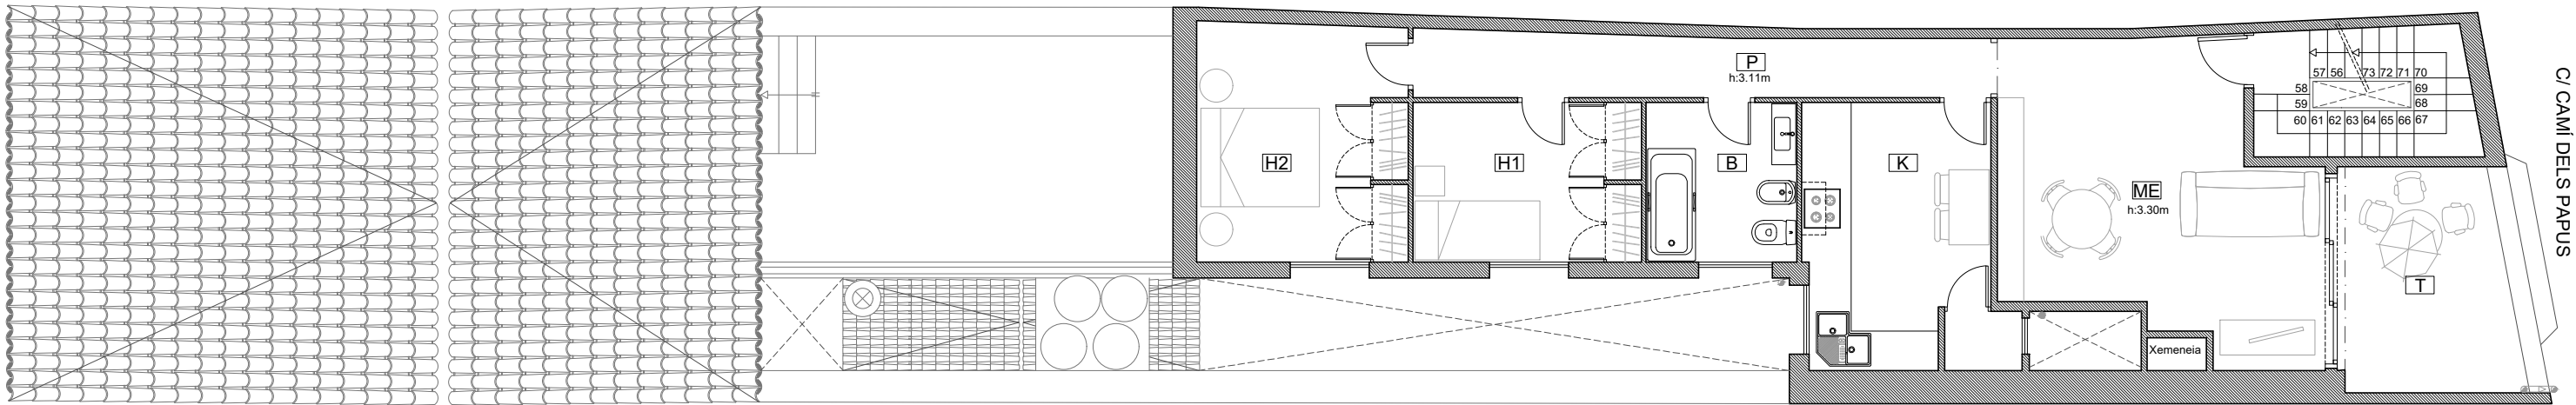 P
h:3.11m
57 56 73 72 71 70
58 69
59 68
60 61 62 63 64 65 66 67
H2
H1
B
K
ME
h:3.30m
T
Xemeneia
C/ CAMÍ DELS PAPUS